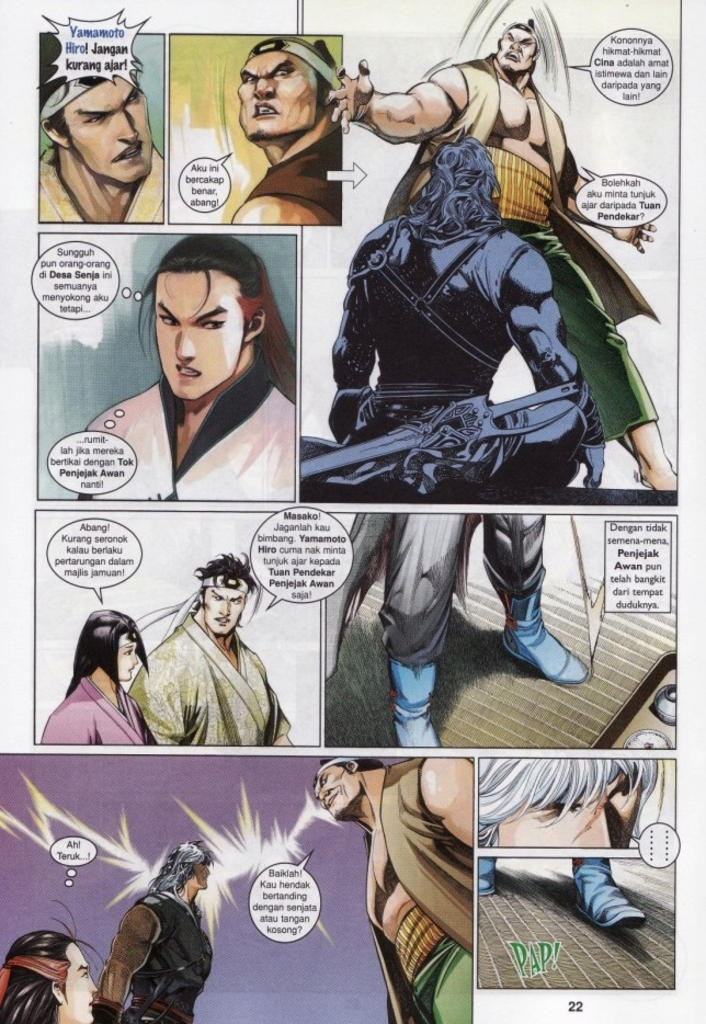 Yamamoto
Hiro! Jangan
kurang ajar!
Aku ini
bercakap
benar,
abang!
Kononnya
hikmat-hikmat
Cina adalah amat
istimewa dan lain
daripada yang
lain!
Bolehkah
aku minta tunjuk
ajar daripada Tuan
Pendekar?
Sungguh
pun orang-orang
di Desa Senja ini
semuanya
menyokong aku
tetapi...
...rumit-
lah jika mereka
bertikai dengan Tok
Penjejak Awan
nanti!
Abang!
Kurang seronok
kalau berlaku
pertarungan dalam
majlis jamuan!
Masako!
Jaganlah kau
bimbang. Yamamoto
Hiro cuma nak minta
tunjuk ajar kepada
Tuan Pendekar
Penjejak Awan
saja!
Dengan tidak
semena-mena,
Penjejak
Awan pun
telah bangkit
dari tempat
duduknya.
Ah!
Teruk...!
Baiklah!
Kau hendak
bertanding
dengan senjata
atau tangan
kosong?
PAP!
22